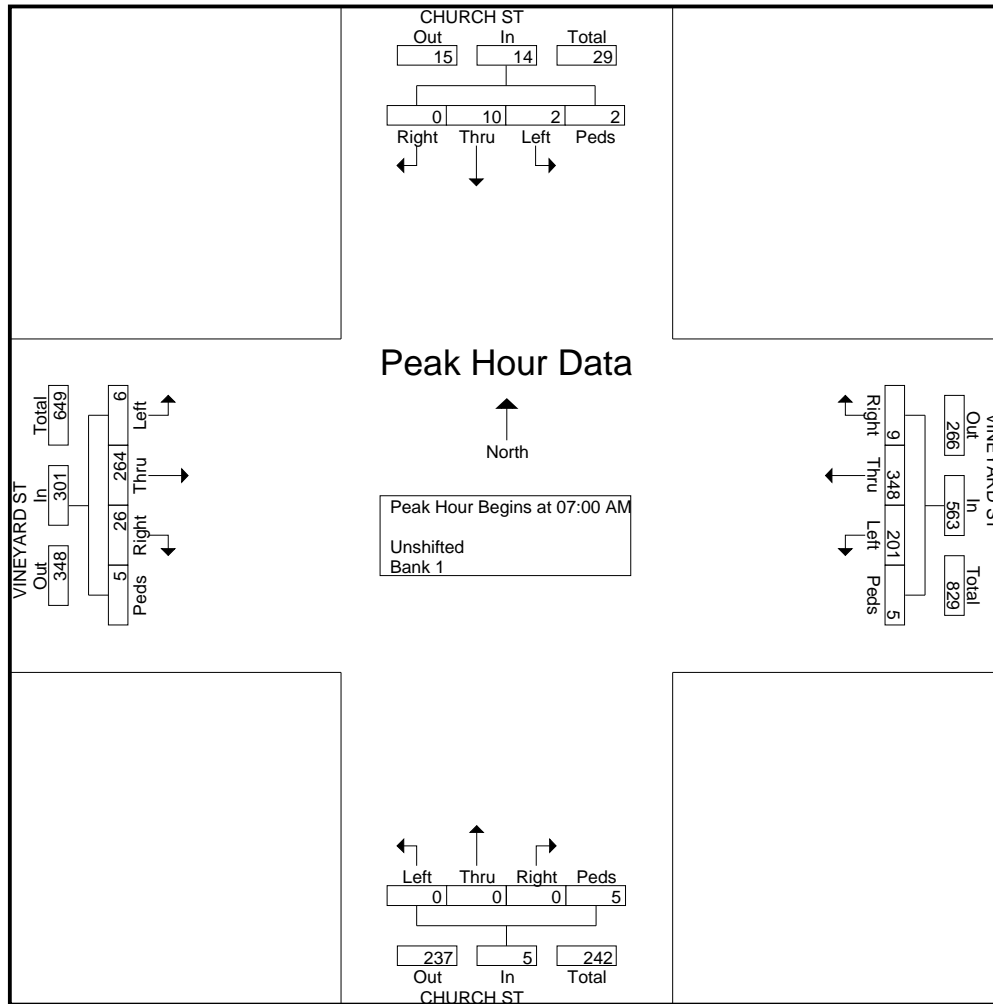 CHURCH ST
Out In Total
15 14 29
0 10 2 2
Right Thru Left Peds
Peak Hour Data
North
Peak Hour Begins at 07:00 AM
Unshifted
Bank 1
VINEYARD ST
Total In Out
649 301 348
6 264 26 5
Left Thru Right Peds
VINEYARD ST
Out In Total
266 563 829
9 348 201 5
Right Thru Left Peds
Left Thru Right Peds
0 0 0 5
237 5 242
Out In Total
CHURCH ST